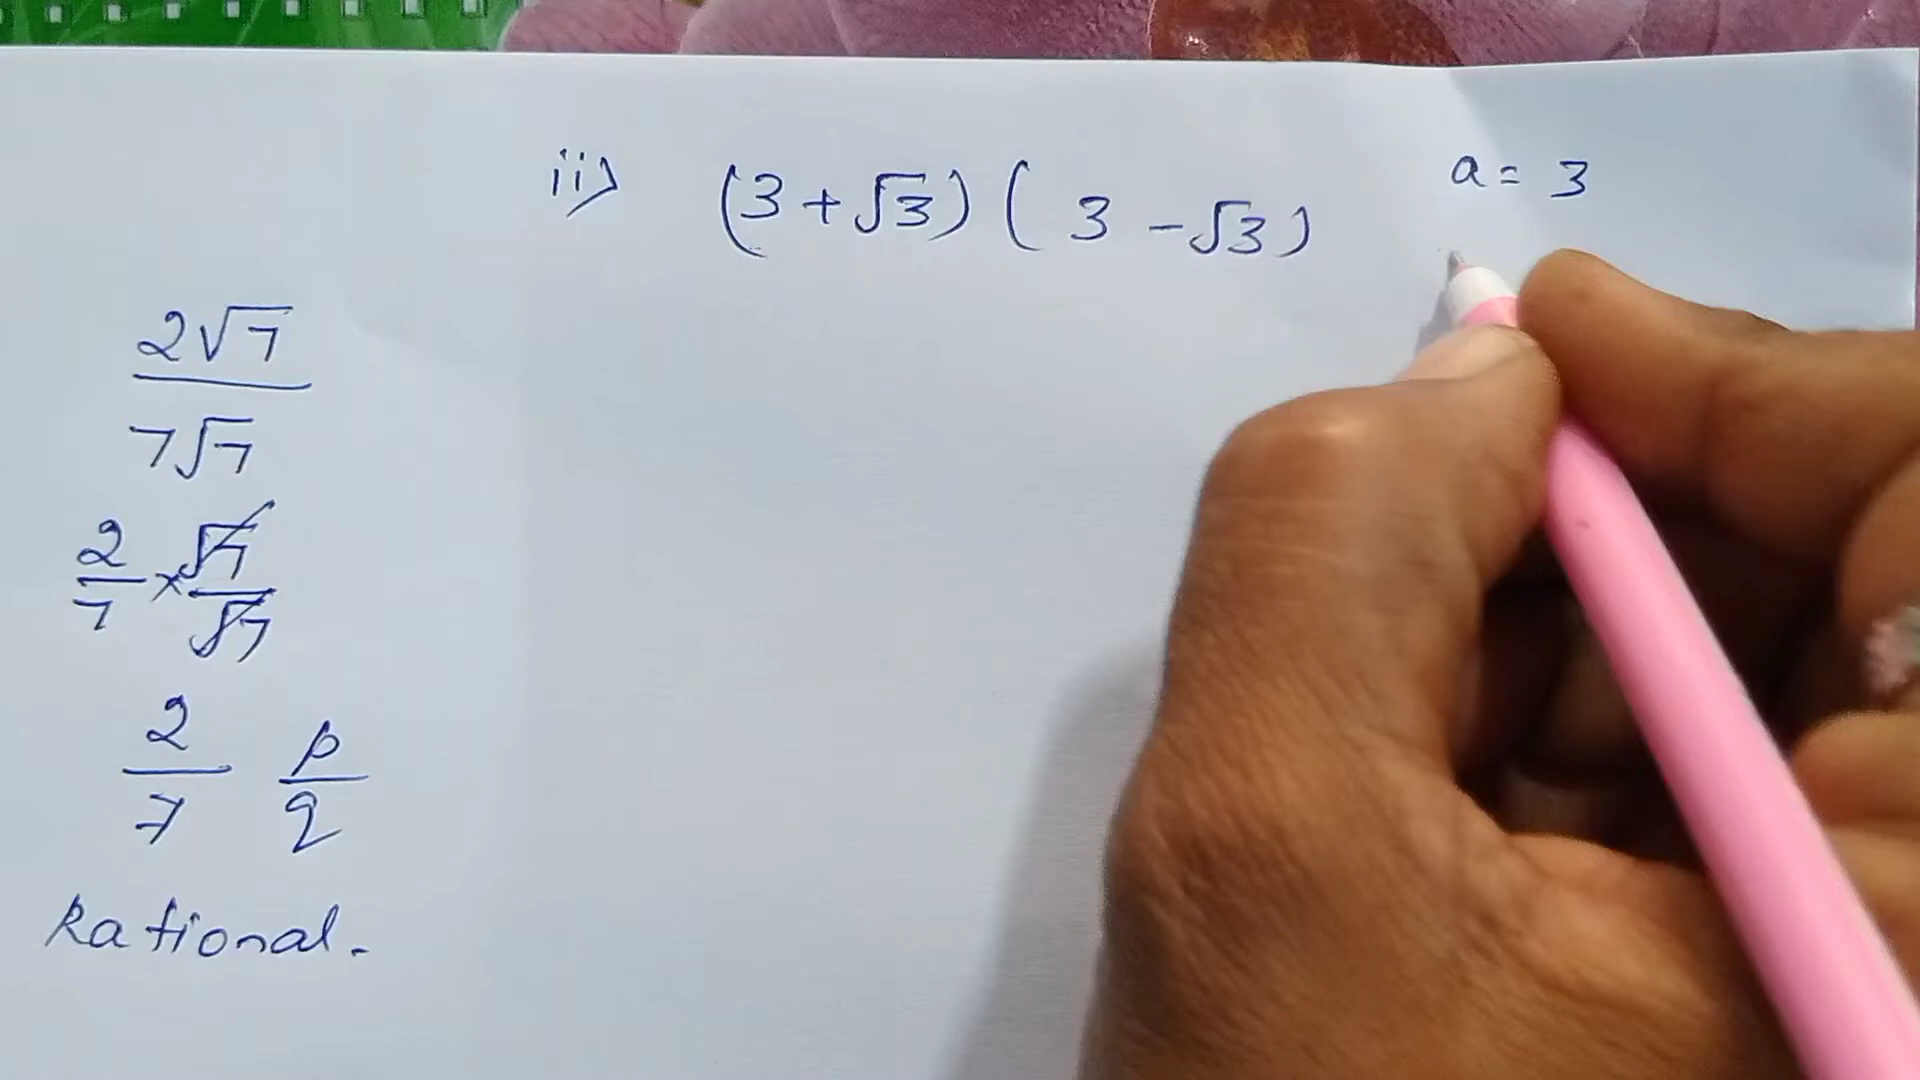 ii) (3 + √3) ( 3 - √3) a = 3
2√7
7√7
2/7 × √7/√7
2/7 p/q
Rational.